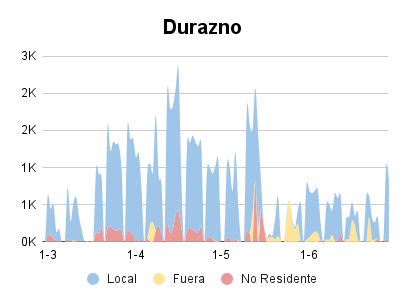 Durazno
3K
2K
2K
1K
1K
0K
1-3
1-4
1-5
1-6
Local
Fuera
No Residente